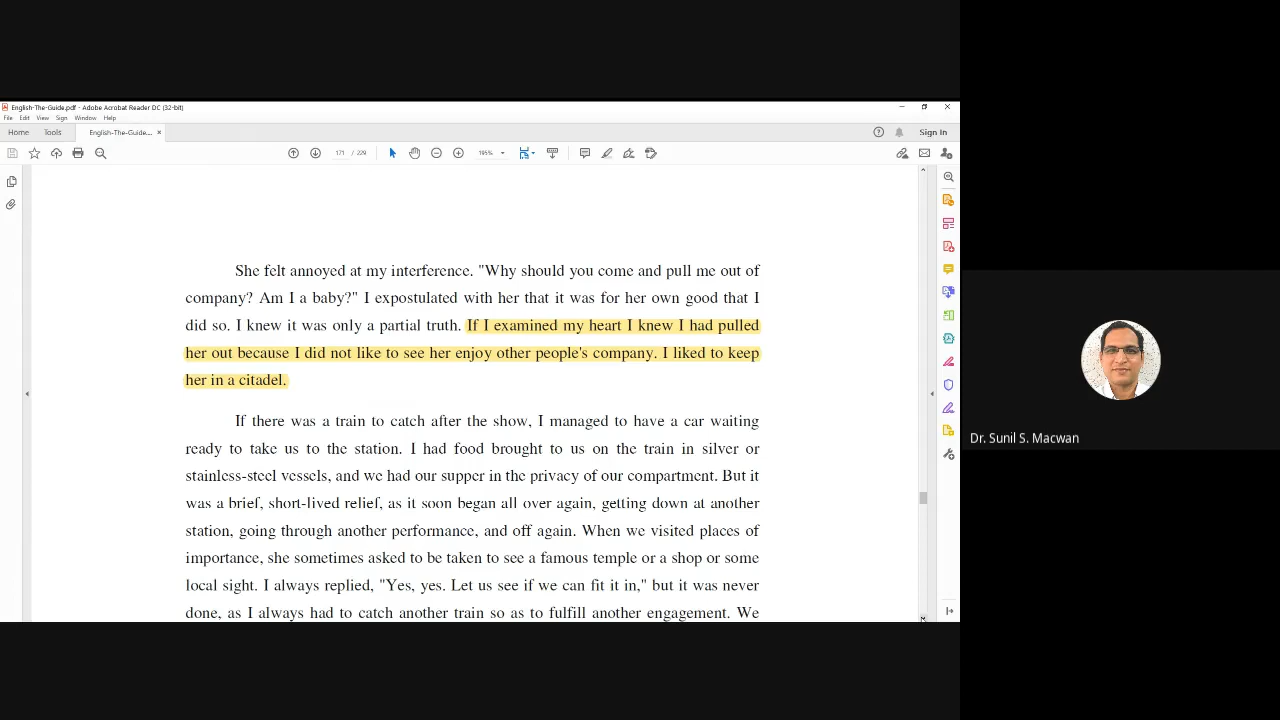 English-The-Guide.pdf - Adobe Acrobat Reader DC (32-bit)
File Edit View Sign Window Help
Home Tools English-The-Guide.... × Sign In
171 / 229 195%
She felt annoyed at my interference. "Why should you come and pull me out of
company? Am I a baby?" I expostulated with her that it was for her own good that I
did so. I knew it was only a partial truth. If I examined my heart I knew I had pulled
her out because I did not like to see her enjoy other people's company. I liked to keep
her in a citadel.
If there was a train to catch after the show, I managed to have a car waiting
ready to take us to the station. I had food brought to us on the train in silver or
stainless-steel vessels, and we had our supper in the privacy of our compartment. But it
was a brief, short-lived relief, as it soon began all over again, getting down at another
station, going through another performance, and off again. When we visited places of
importance, she sometimes asked to be taken to see a famous temple or a shop or some
local sight. I always replied, "Yes, yes. Let us see if we can fit it in," but it was never
done, as I always had to catch another train so as to fulfill another engagement. We
Dr. Sunil S. Macwan